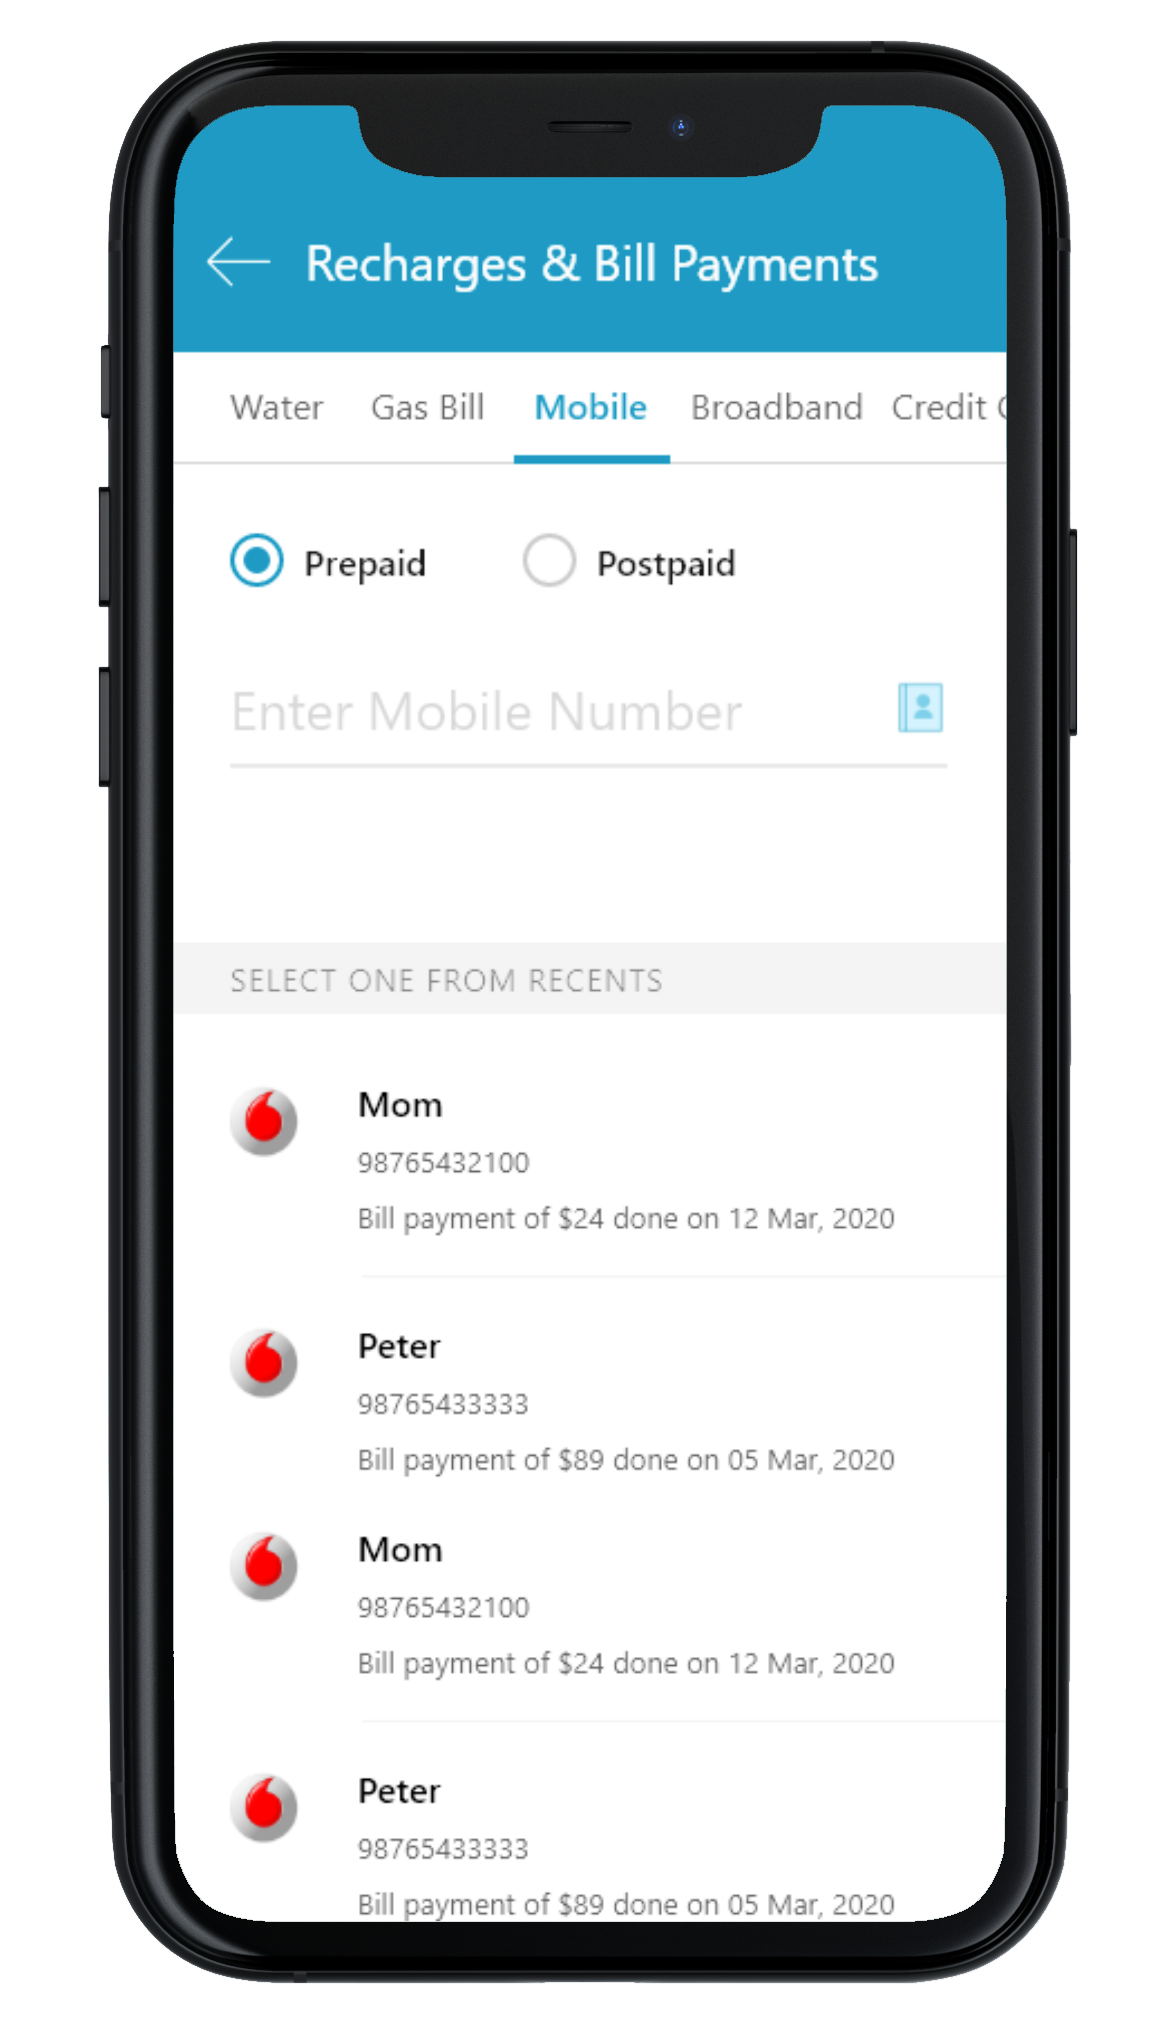 Recharges & Bill Payments
Water Gas Bill Mobile Broadband Credit
Prepaid Postpaid
Enter Mobile Number
SELECT ONE FROM RECENTS
Mom
98765432100
Bill payment of $24 done on 12 Mar, 2020
Peter
98765433333
Bill payment of $89 done on 05 Mar, 2020
Mom
98765432100
Bill payment of $24 done on 12 Mar, 2020
Peter
98765433333
Bill payment of $89 done on 05 Mar, 2020